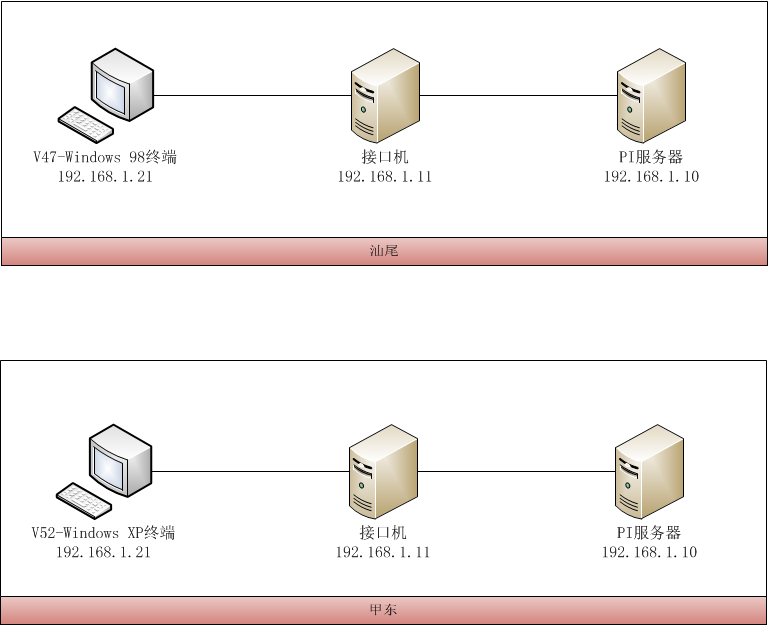 V47-Windows 98终端
192.168.1.21
接口机
192.168.1.11
PI服务器
192.168.1.10
汕尾
V52-Windows XP终端
192.168.1.21
接口机
192.168.1.11
PI服务器
192.168.1.10
甲东